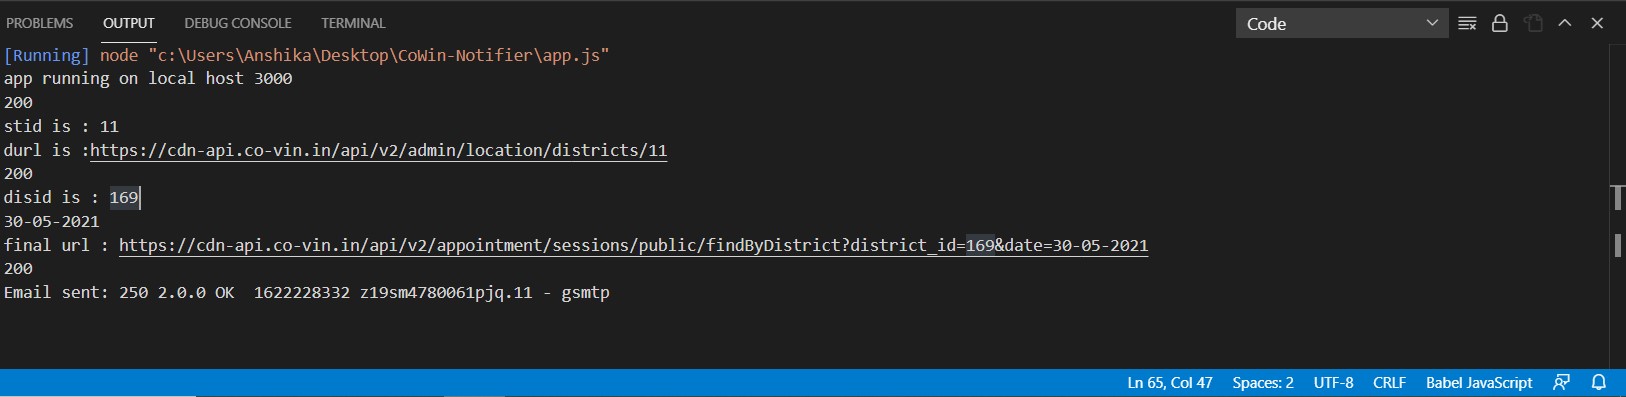 PROBLEMS OUTPUT DEBUG CONSOLE TERMINAL Code
[Running] node "c:\Users\Anshika\Desktop\CoWin-Notifier\app.js"
app running on local host 3000
200
stid is : 11
durl is :https://cdn-api.co-vin.in/api/v2/admin/location/districts/11
200
disid is : 169
30-05-2021
final url : https://cdn-api.co-vin.in/api/v2/appointment/sessions/public/findByDistrict?district_id=169&date=30-05-2021
200
Email sent: 250 2.0.0 OK  1622228332 z19sm4780061pjq.11 - gsmtp
Ln 65, Col 47 Spaces: 2 UTF-8 CRLF Babel JavaScript